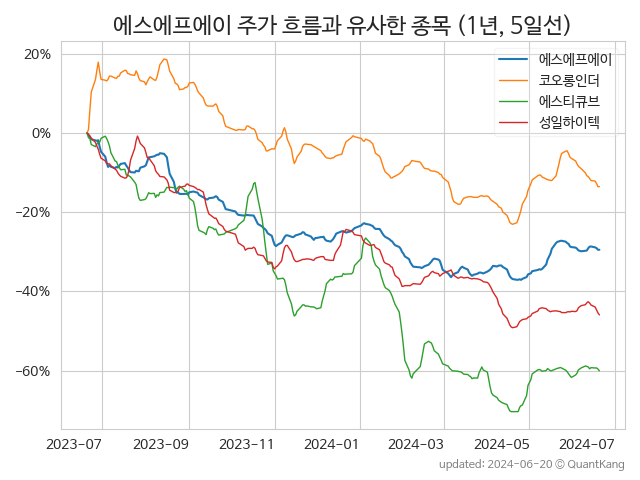 에스에프에이 주가 흐름과 유사한 종목 (1년, 5일선)
에스에프에이
코오롱인더
에스티큐브
성일하이텍
20%
0%
−20%
−40%
−60%
2023-07 2023-09 2023-11 2024-01 2024-03 2024-05 2024-07
updated: 2024-06-20 © QuantKang